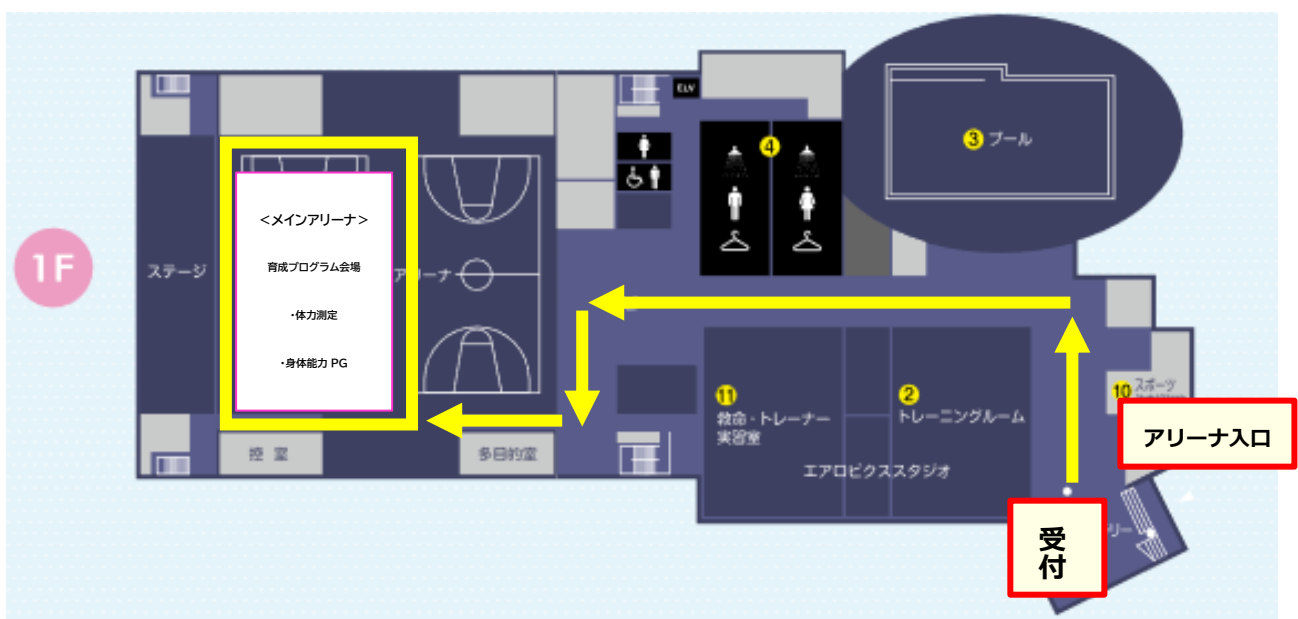 1F
ステージ
<メインアリーナ>
育成プログラム会場
・体力測定
・身体能力 PG
アリーナ
控 室
多目的室
ELV
④
③ プール
⑪
救命・トレーナー
実習室
②
トレーニングルーム
エアロビクススタジオ
⑩ スポーツ
アリーナ入口
受
付
リー